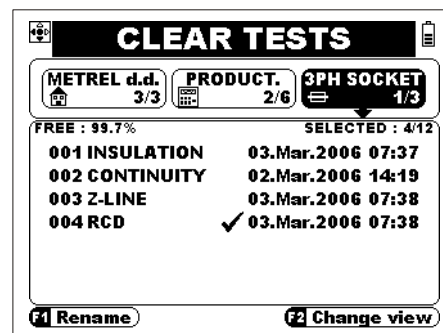 CLEAR TESTS
METREL d.d. PRODUCT. 3PH SOCKET
3/3 2/6 1/3
FREE : 99.7% SELECTED : 4/12
001 INSULATION 03.Mar.2006 07:37
002 CONTINUITY 02.Mar.2006 14:19
003 Z-LINE 03.Mar.2006 07:38
004 RCD ✓ 03.Mar.2006 07:38
F1 Rename F2 Change view